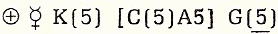 ⊕ ☿ K(5) [C(5)A5] G(5)